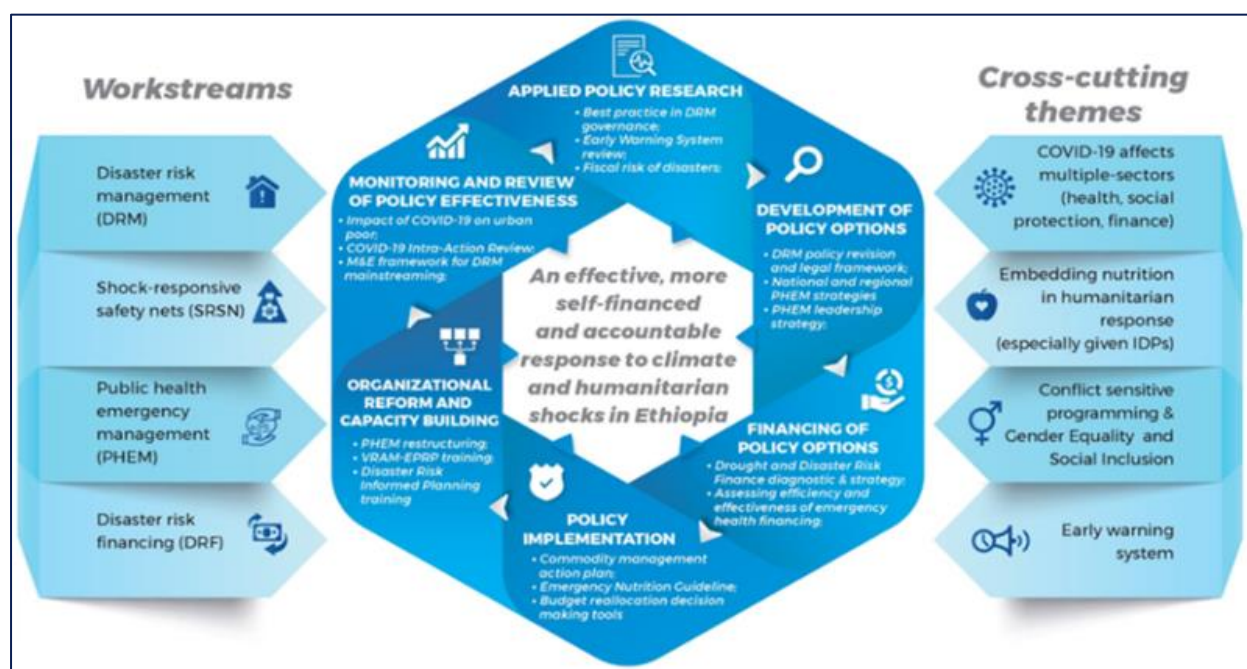 Workstreams
Disaster risk
management
(DRM)
Shock-responsive
safety nets (SRSN)
Public health
emergency
management
(PHEM)
Disaster risk
financing (DRF)
APPLIED POLICY RESEARCH
• Best practice in DRM
governance;
• Early Warning System
review;
• Fiscal risk of disasters;
DEVELOPMENT OF
POLICY OPTIONS
• DRM policy revision
and legal framework;
• National and regional
PHEM strategies
• PHEM leadership
strategy;
FINANCING OF
POLICY OPTIONS
• Drought and Disaster Risk
Finance diagnostic & strategy;
• Assessing efficiency and
effectiveness of emergency
health financing;
POLICY
IMPLEMENTATION
• Commodity management
action plan;
• Emergency Nutrition Guideline;
• Budget reallocation decision
making tools
ORGANIZATIONAL
REFORM AND
CAPACITY BUILDING
• PHEM restructuring;
• VRAM-EPRP training;
• Disaster Risk
Informed Planning
training
MONITORING AND REVIEW
OF POLICY EFFECTIVENESS
• Impact of COVID-19 on urban
poor;
• COVID-19 Intra-Action Review;
• M&E framework for DRM
mainstreaming;
An effective, more
self-financed
and accountable
response to climate
and humanitarian
shocks in Ethiopia
Cross-cutting
themes
COVID-19 affects
multiple-sectors
(health, social
protection, finance)
Embedding nutrition
in humanitarian
response
(especially given IDPs)
Conflict sensitive
programming &
Gender Equality and
Social Inclusion
Early warning
system